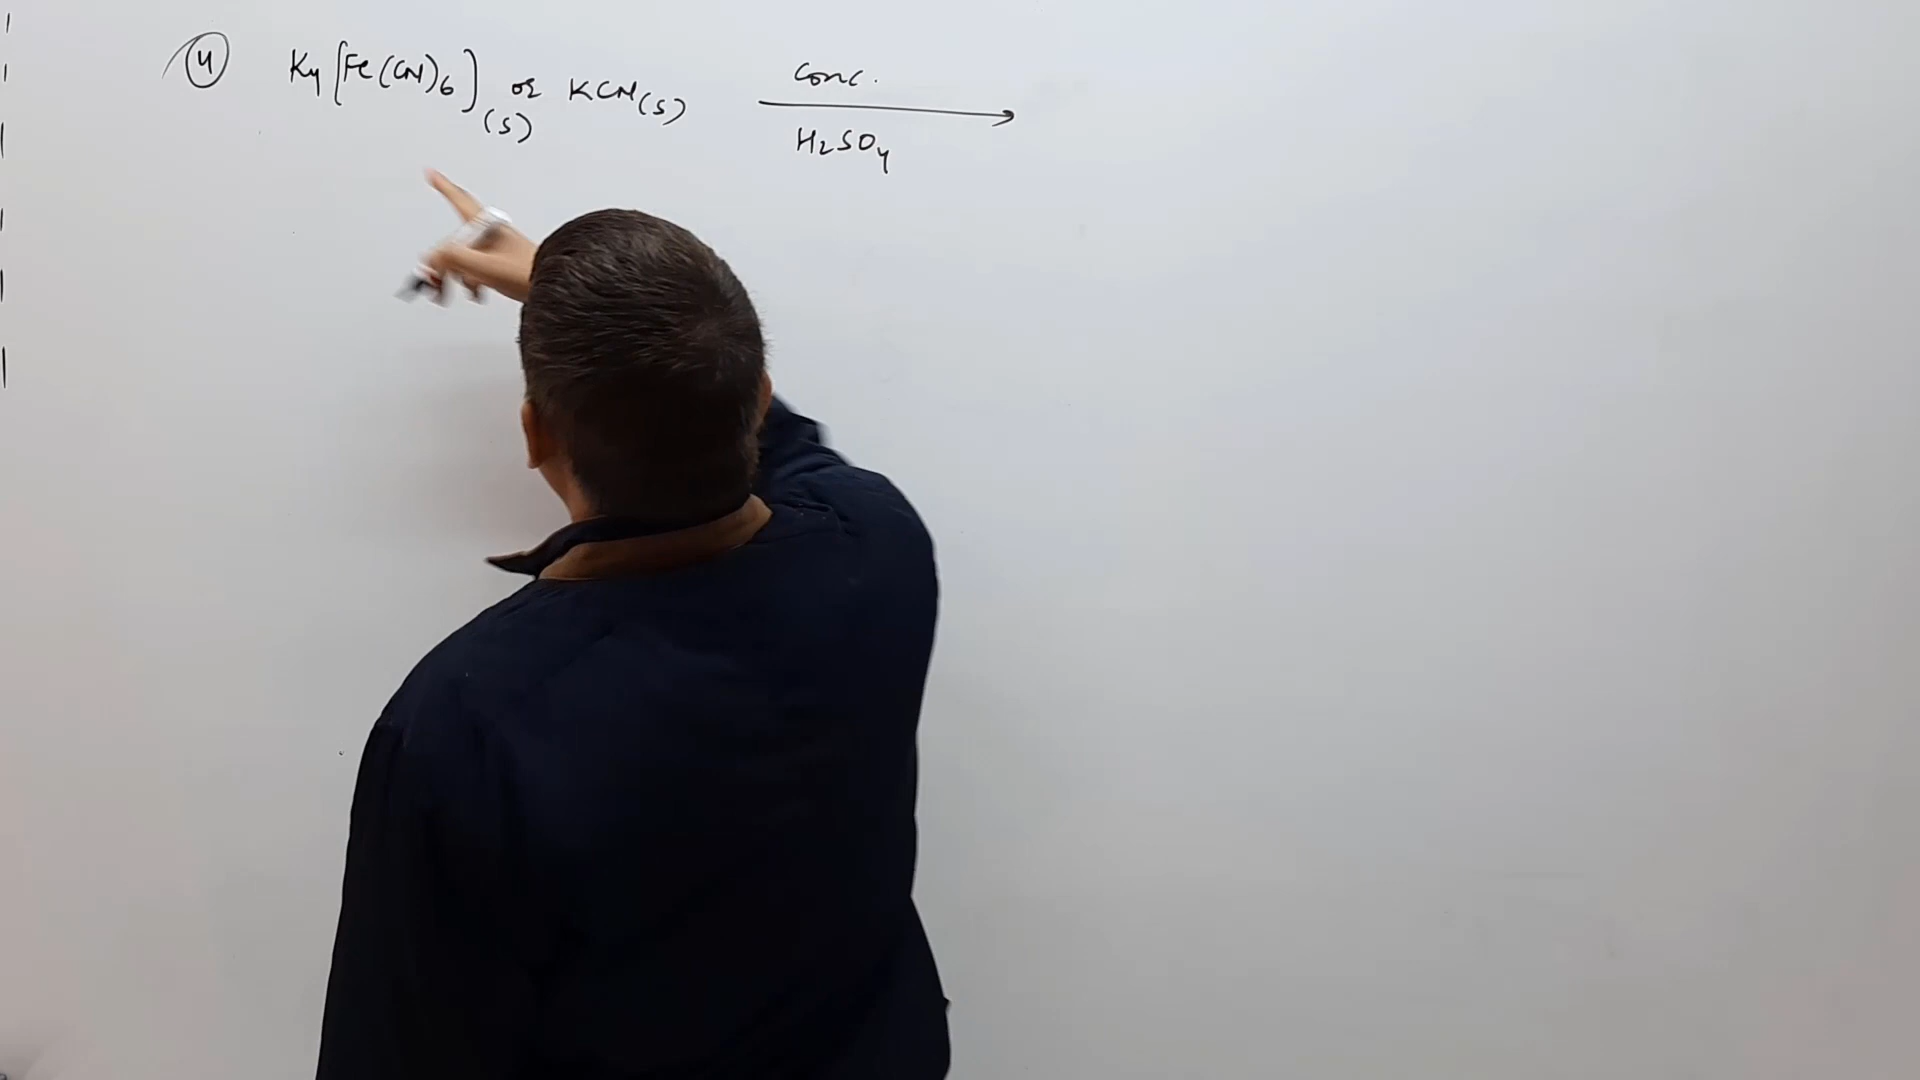 4 K₄[Fe(CN)₆](s) or KCN(s) conc.
H₂SO₄